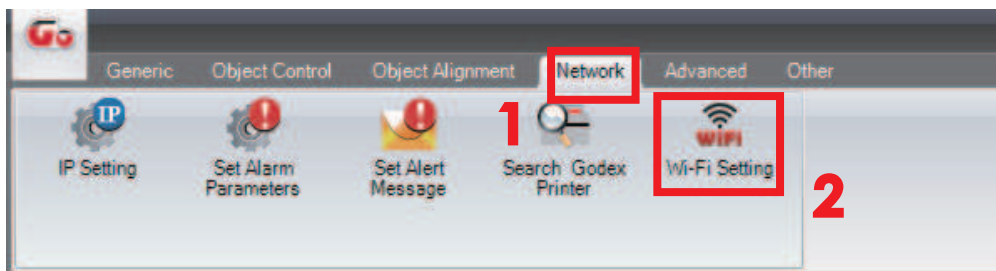 Go
Generic Object Control Object Alignment Network Advanced Other
1
IP
WiFi
IP Setting Set Alarm Parameters Set Alert Message Search Godex Printer Wi-Fi Setting
2